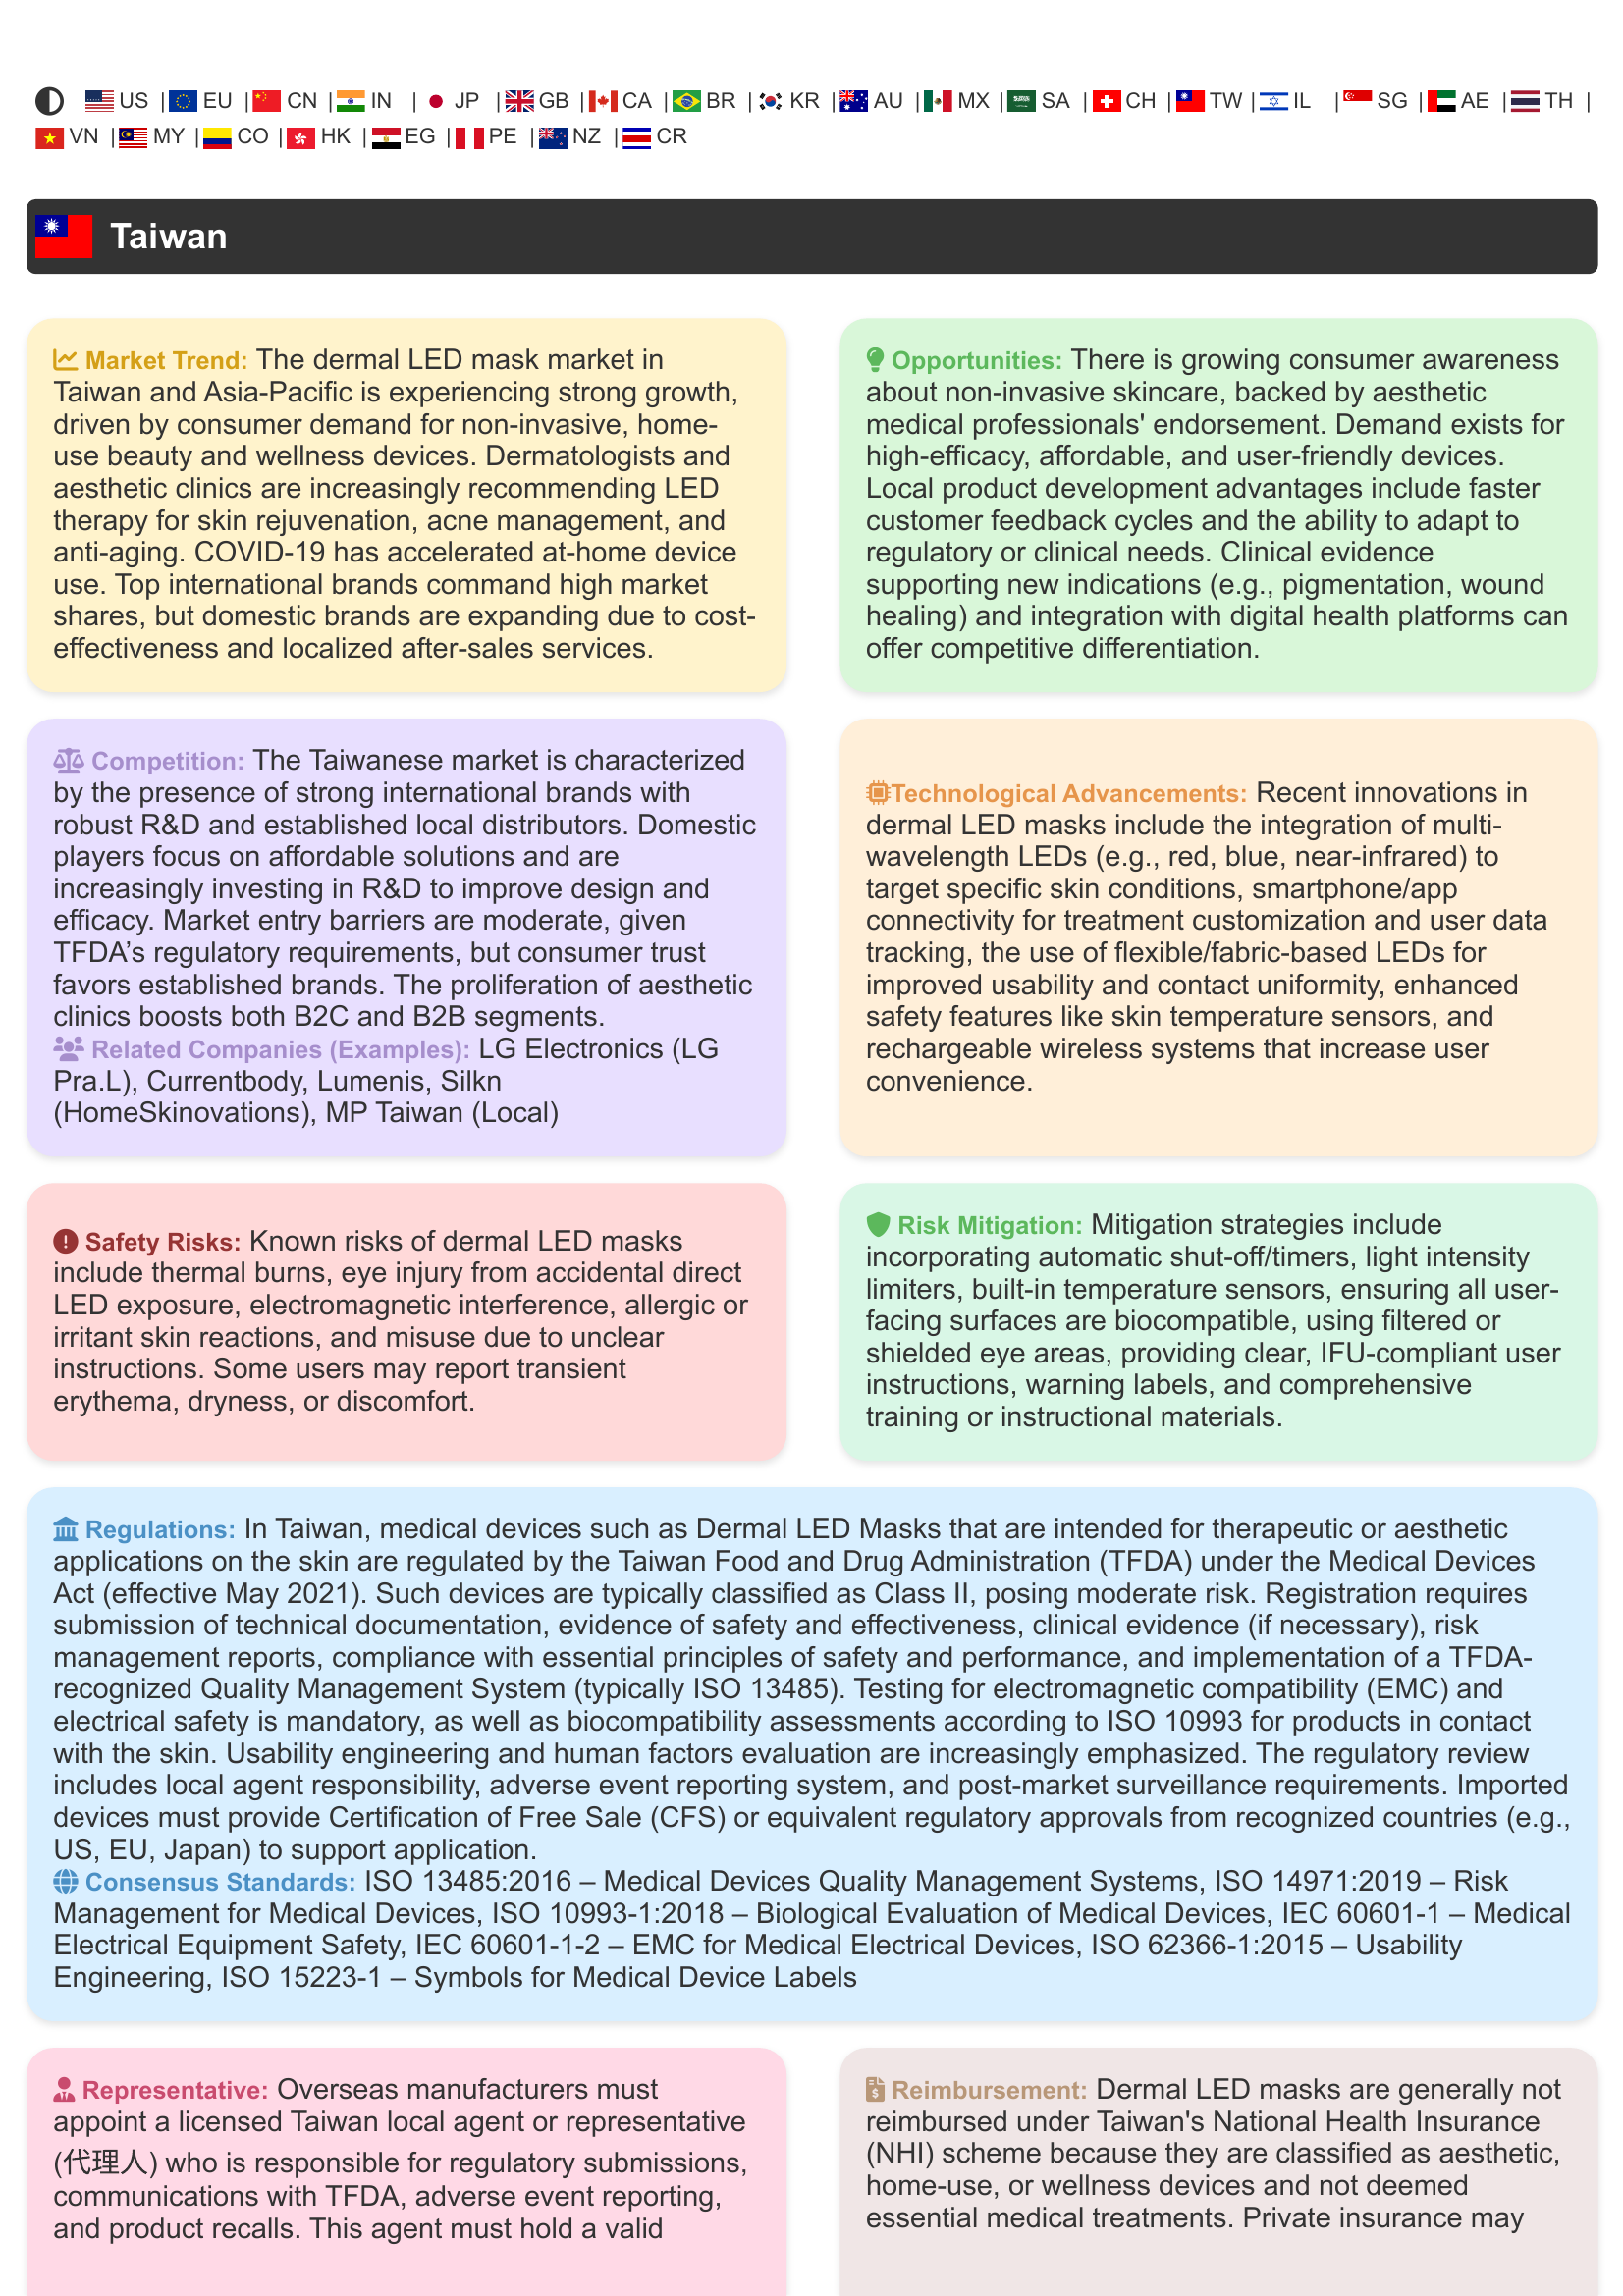 US | EU | CN | IN | JP | GB | CA | BR | KR | AU | MX | SA | CH | TW | IL | SG | AE | TH |
VN | MY | CO | HK | EG | PE | NZ | CR
Taiwan
Market Trend: The dermal LED mask market in
Taiwan and Asia-Pacific is experiencing strong growth,
driven by consumer demand for non-invasive, home-
use beauty and wellness devices. Dermatologists and
aesthetic clinics are increasingly recommending LED
therapy for skin rejuvenation, acne management, and
anti-aging. COVID-19 has accelerated at-home device
use. Top international brands command high market
shares, but domestic brands are expanding due to cost-
effectiveness and localized after-sales services.
Opportunities: There is growing consumer awareness
about non-invasive skincare, backed by aesthetic
medical professionals' endorsement. Demand exists for
high-efficacy, affordable, and user-friendly devices.
Local product development advantages include faster
customer feedback cycles and the ability to adapt to
regulatory or clinical needs. Clinical evidence
supporting new indications (e.g., pigmentation, wound
healing) and integration with digital health platforms can
offer competitive differentiation.
Competition: The Taiwanese market is characterized
by the presence of strong international brands with
robust R&D and established local distributors. Domestic
players focus on affordable solutions and are
increasingly investing in R&D to improve design and
efficacy. Market entry barriers are moderate, given
TFDA’s regulatory requirements, but consumer trust
favors established brands. The proliferation of aesthetic
clinics boosts both B2C and B2B segments.
Related Companies (Examples): LG Electronics (LG
Pra.L), Currentbody, Lumenis, Silkn
(HomeSkinovations), MP Taiwan (Local)
Technological Advancements: Recent innovations in
dermal LED masks include the integration of multi-
wavelength LEDs (e.g., red, blue, near-infrared) to
target specific skin conditions, smartphone/app
connectivity for treatment customization and user data
tracking, the use of flexible/fabric-based LEDs for
improved usability and contact uniformity, enhanced
safety features like skin temperature sensors, and
rechargeable wireless systems that increase user
convenience.
Safety Risks: Known risks of dermal LED masks
include thermal burns, eye injury from accidental direct
LED exposure, electromagnetic interference, allergic or
irritant skin reactions, and misuse due to unclear
instructions. Some users may report transient
erythema, dryness, or discomfort.
Risk Mitigation: Mitigation strategies include
incorporating automatic shut-off/timers, light intensity
limiters, built-in temperature sensors, ensuring all user-
facing surfaces are biocompatible, using filtered or
shielded eye areas, providing clear, IFU-compliant user
instructions, warning labels, and comprehensive
training or instructional materials.
Regulations: In Taiwan, medical devices such as Dermal LED Masks that are intended for therapeutic or aesthetic
applications on the skin are regulated by the Taiwan Food and Drug Administration (TFDA) under the Medical Devices
Act (effective May 2021). Such devices are typically classified as Class II, posing moderate risk. Registration requires
submission of technical documentation, evidence of safety and effectiveness, clinical evidence (if necessary), risk
management reports, compliance with essential principles of safety and performance, and implementation of a TFDA-
recognized Quality Management System (typically ISO 13485). Testing for electromagnetic compatibility (EMC) and
electrical safety is mandatory, as well as biocompatibility assessments according to ISO 10993 for products in contact
with the skin. Usability engineering and human factors evaluation are increasingly emphasized. The regulatory review
includes local agent responsibility, adverse event reporting system, and post-market surveillance requirements. Imported
devices must provide Certification of Free Sale (CFS) or equivalent regulatory approvals from recognized countries (e.g.,
US, EU, Japan) to support application.
Consensus Standards: ISO 13485:2016 – Medical Devices Quality Management Systems, ISO 14971:2019 – Risk
Management for Medical Devices, ISO 10993-1:2018 – Biological Evaluation of Medical Devices, IEC 60601-1 – Medical
Electrical Equipment Safety, IEC 60601-1-2 – EMC for Medical Electrical Devices, ISO 62366-1:2015 – Usability
Engineering, ISO 15223-1 – Symbols for Medical Device Labels
Representative: Overseas manufacturers must
appoint a licensed Taiwan local agent or representative
(代理人) who is responsible for regulatory submissions,
communications with TFDA, adverse event reporting,
and product recalls. This agent must hold a valid
Reimbursement: Dermal LED masks are generally not
reimbursed under Taiwan's National Health Insurance
(NHI) scheme because they are classified as aesthetic,
home-use, or wellness devices and not deemed
essential medical treatments. Private insurance may